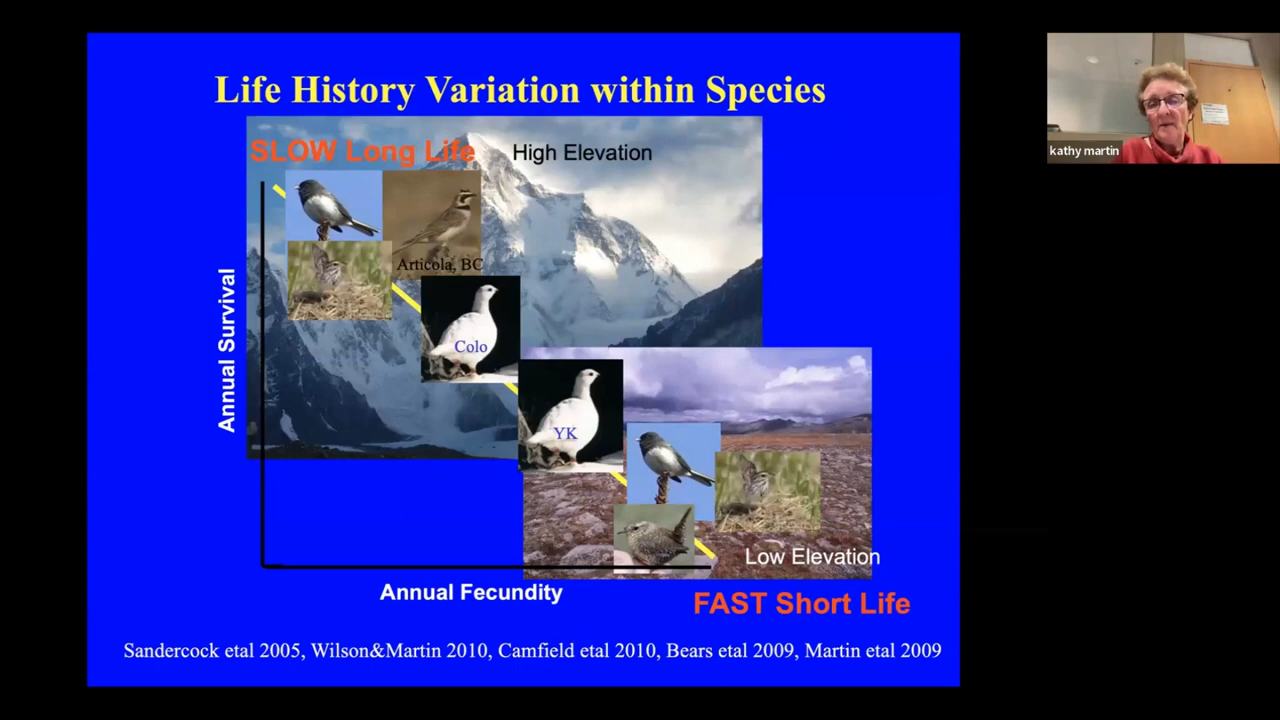 Life History Variation within Species
SLOW Long Life
High Elevation
kathy martin
Articola, BC
Colo
YK
Annual Survival
Low Elevation
Annual Fecundity
FAST Short Life
Sandercock etal 2005, Wilson&Martin 2010, Camfield etal 2010, Bears etal 2009, Martin etal 2009